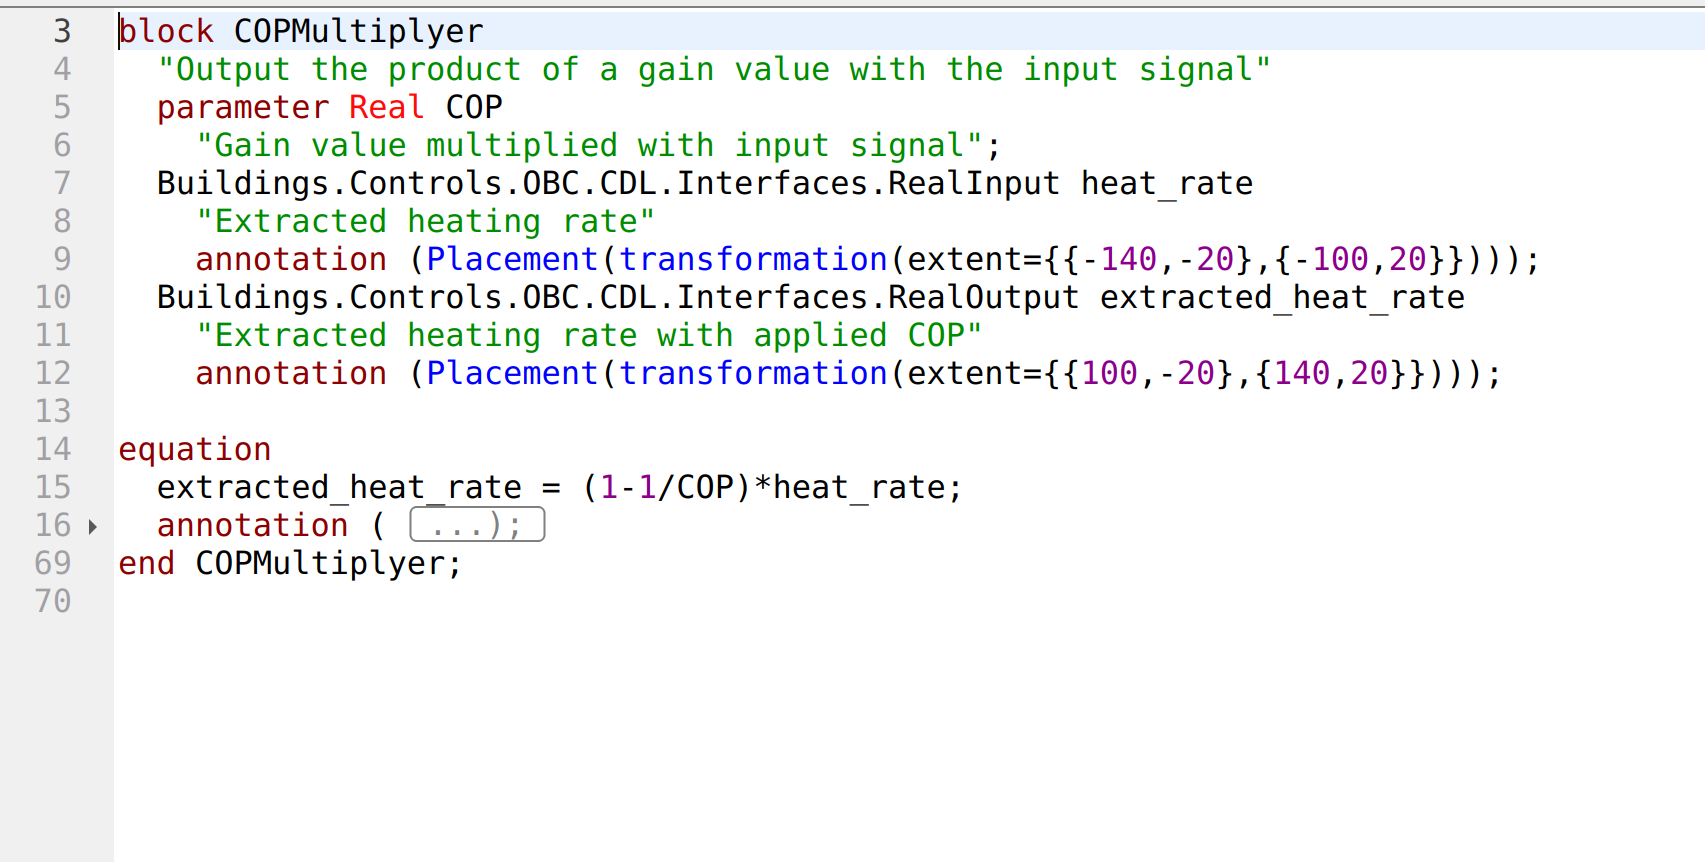 3 block COPMultiplyer
4 "Output the product of a gain value with the input signal"
5 parameter Real COP
6 "Gain value multiplied with input signal";
7 Buildings.Controls.OBC.CDL.Interfaces.RealInput heat_rate
8 "Extracted heating rate"
9 annotation (Placement(transformation(extent={{-140,-20},{-100,20}})));
10 Buildings.Controls.OBC.CDL.Interfaces.RealOutput extracted_heat_rate
11 "Extracted heating rate with applied COP"
12 annotation (Placement(transformation(extent={{100,-20},{140,20}})));
13
14 equation
15 extracted_heat_rate = (1-1/COP)*heat_rate;
16 annotation ( ...);
69 end COPMultiplyer;
70